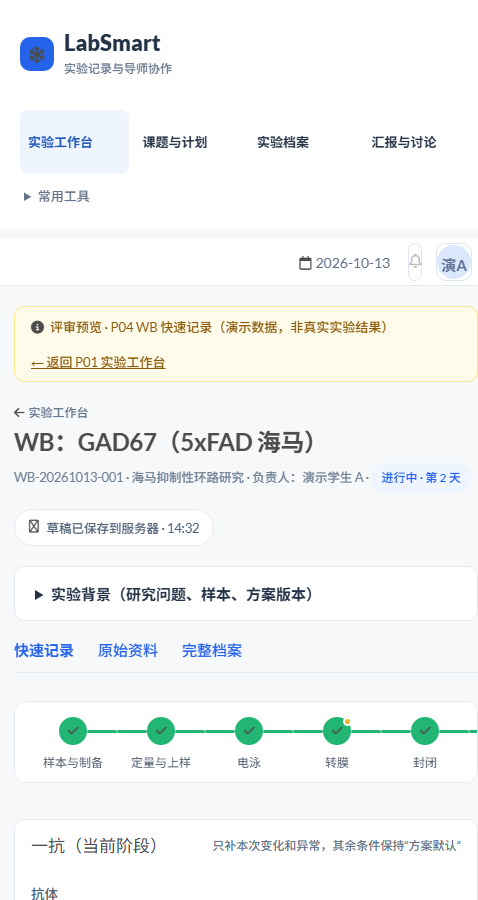 LabSmart
实验记录与导师协作
实验工作台
课题与计划
实验档案
汇报与讨论
▶ 常用工具
2026-10-13
演A
评审预览 · P04 WB 快速记录（演示数据，非真实实验结果）
←返回 P01 实验工作台
← 实验工作台
WB：GAD67（5xFAD 海马）
WB-20261013-001 · 海马抑制性环路研究 · 负责人：演示学生 A · 进行中 · 第 2 天
草稿已保存到服务器 · 14:32
▶ 实验背景（研究问题、样本、方案版本）
快速记录
原始资料
完整档案
样本与制备
定量与上样
电泳
转膜
封闭
一抗（当前阶段）
只补本次变化和异常，其余条件保持“方案默认”
抗体